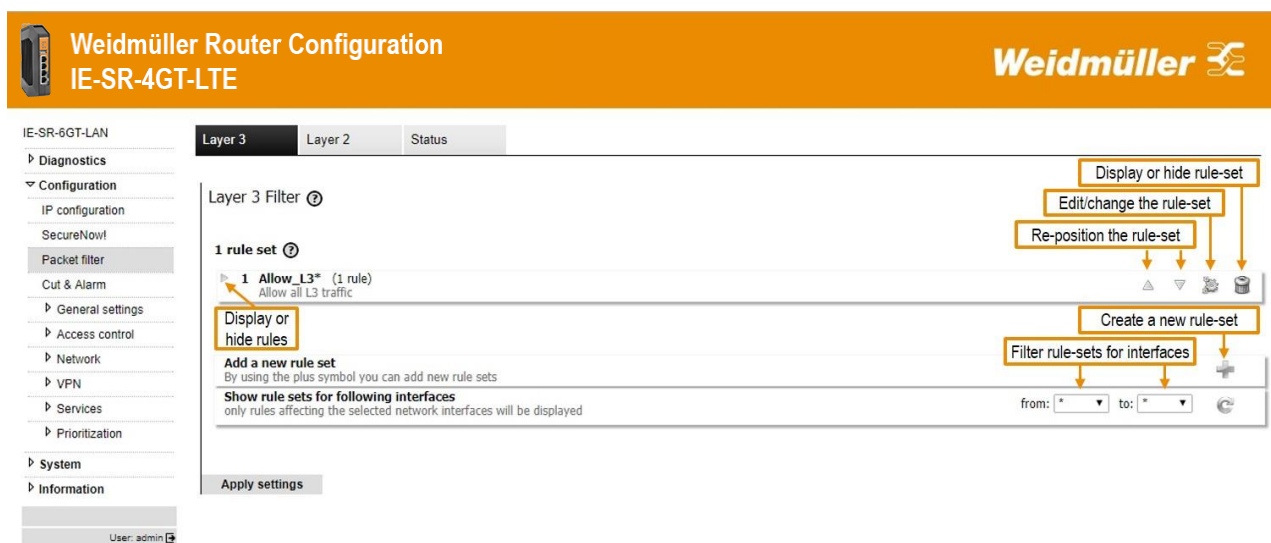 Weidmüller Router Configuration
IE-SR-4GT-LTE
Weidmüller
IE-SR-6GT-LAN
Diagnostics
Configuration
IP configuration
SecureNow!
Packet filter
Cut & Alarm
General settings
Access control
Network
VPN
Services
Prioritization
System
Information
User: admin
Layer 3
Layer 2
Status
Layer 3 Filter ?
Display or hide rule-set
Edit/change the rule-set
Re-position the rule-set
1 rule set ?
1 Allow_L3* (1 rule)
Allow all L3 traffic
Display or
hide rules
Create a new rule-set
Filter rule-sets for interfaces
Add a new rule set
By using the plus symbol you can add new rule sets
Show rule sets for following interfaces
only rules affecting the selected network interfaces will be displayed
from: * to: *
Apply settings